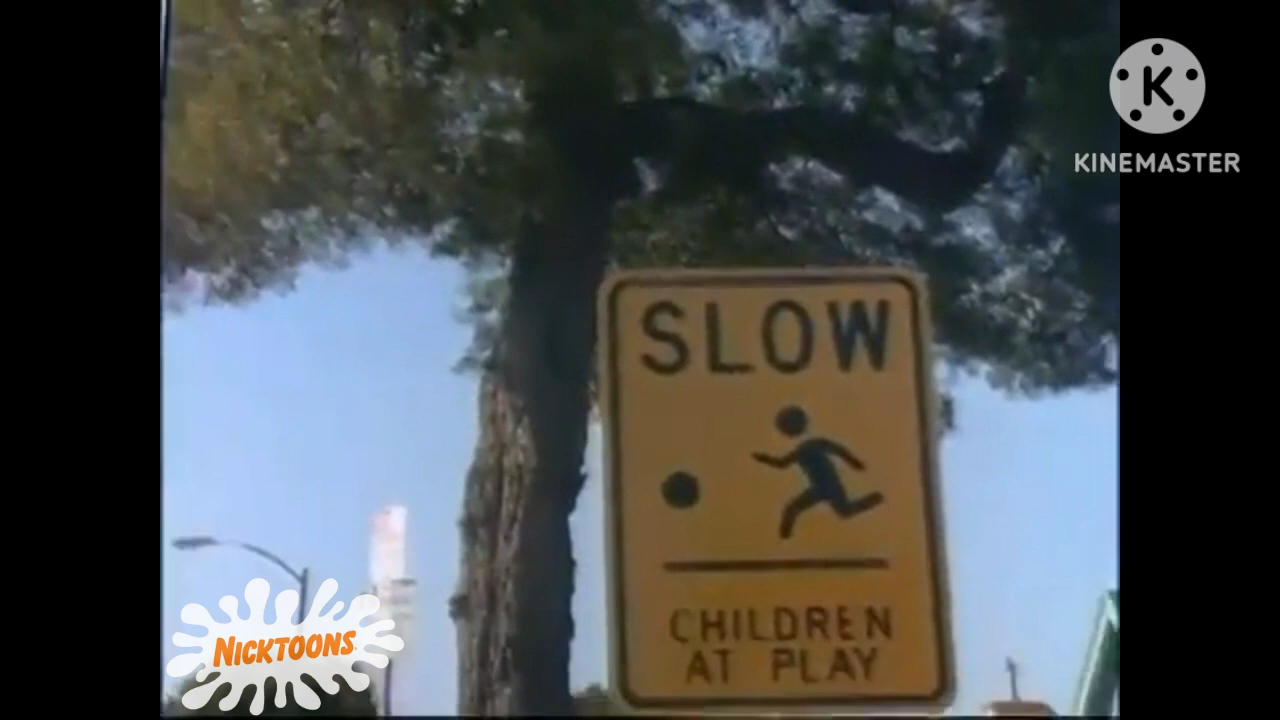 K
KINEMASTER
SLOW
CHILDREN
AT PLAY
NICKTOONS